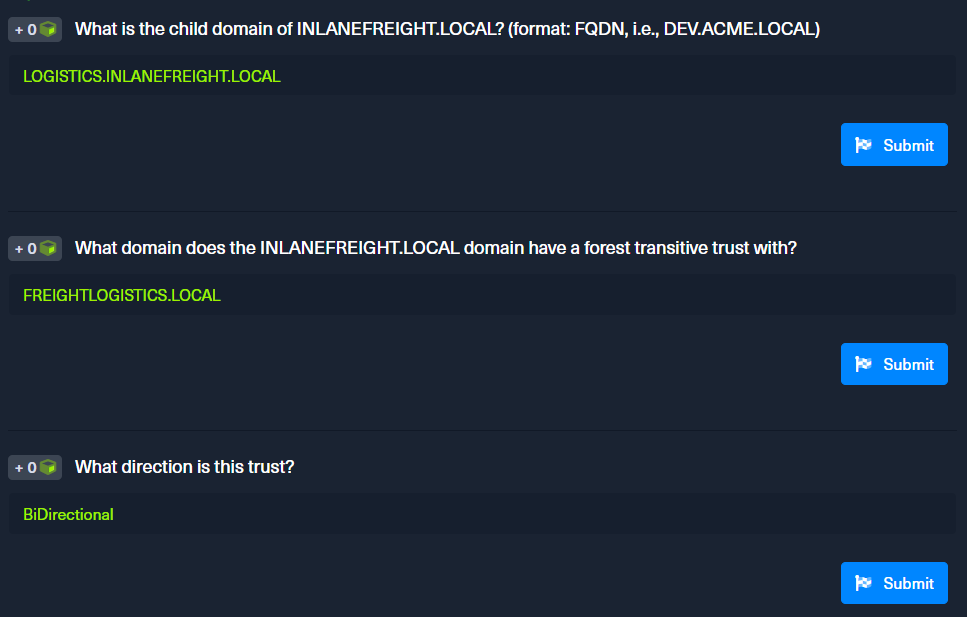 + 0 What is the child domain of INLANEFREIGHT.LOCAL? (format: FQDN, i.e., DEV.ACME.LOCAL)
LOGISTICS.INLANEFREIGHT.LOCAL
Submit
+ 0 What domain does the INLANEFREIGHT.LOCAL domain have a forest transitive trust with?
FREIGHTLOGISTICS.LOCAL
Submit
+ 0 What direction is this trust?
BiDirectional
Submit